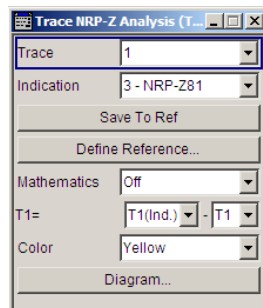 Trace NRP-Z Analysis (T...
Trace 1
Indication 3 - NRP-Z81
Save To Ref
Define Reference...
Mathematics Off
T1= T1(Ind.) - T1
Color Yellow
Diagram...